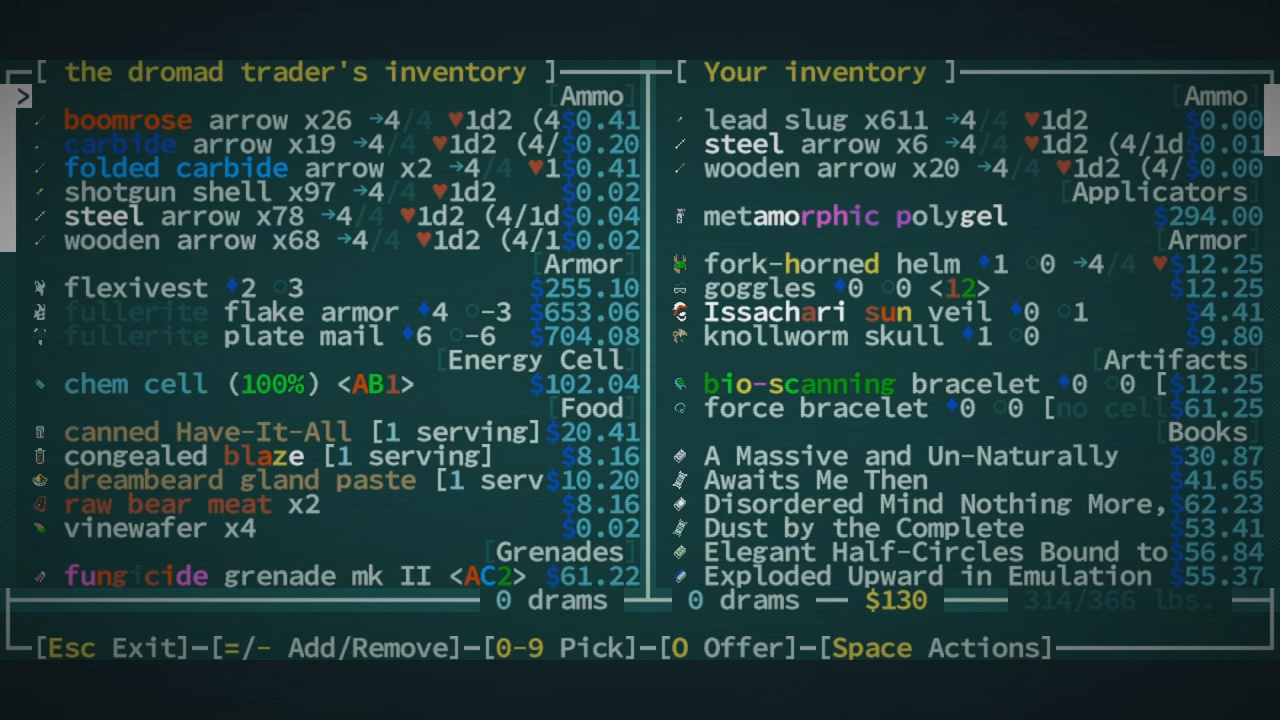 [ the dromad trader's inventory ]
>
[Ammo]
boomrose arrow x26 →4/4 ♥1d2 (4 $0.41
carbide arrow x19 →4/4 ♥1d2 (4/ $0.20
folded carbide arrow x2 →4/4 ♥1 $0.41
shotgun shell x97 →4/4 ♥1d2 $0.02
steel arrow x78 →4/4 ♥1d2 (4/1d $0.04
wooden arrow x68 →4/4 ♥1d2 (4/1 $0.02
[Armor]
flexivest ♦2 ○3 $255.10
fullerite flake armor ♦4 ○-3 $653.06
fullerite plate mail ♦6 ○-6 $704.08
[Energy Cell]
chem cell (100%) <AB1> $102.04
[Food]
canned Have-It-All [1 serving] $20.41
congealed blaze [1 serving] $8.16
dreambeard gland paste [1 serv $10.20
raw bear meat x2 $8.16
vinewafer x4 $0.02
[Grenades]
fungicide grenade mk II <AC2> $61.22
0 drams
[ Your inventory ]
[Ammo]
lead slug x611 →4/4 ♥1d2 $0.00
steel arrow x6 →4/4 ♥1d2 (4/1d $0.01
wooden arrow x20 →4/4 ♥1d2 (4/ $0.00
[Applicators]
metamorphic polygel $294.00
[Armor]
fork-horned helm ♦1 ○0 →4/4 ♥ $12.25
goggles ♦0 ○0 <12> $12.25
Issachari sun veil ♦0 ○1 $4.41
knollworm skull ♦1 ○0 $9.80
[Artifacts]
bio-scanning bracelet ♦0 ○0 [ $12.25
force bracelet ♦0 ○0 [no cell $61.25
[Books]
A Massive and Un-Naturally $30.87
Awaits Me Then $41.65
Disordered Mind Nothing More, $62.23
Dust by the Complete $53.41
Elegant Half-Circles Bound to $56.84
Exploded Upward in Emulation $55.37
0 drams — $130 — 314/366 lbs.
[Esc Exit]-[=/- Add/Remove]-[0-9 Pick]-[O Offer]-[Space Actions]